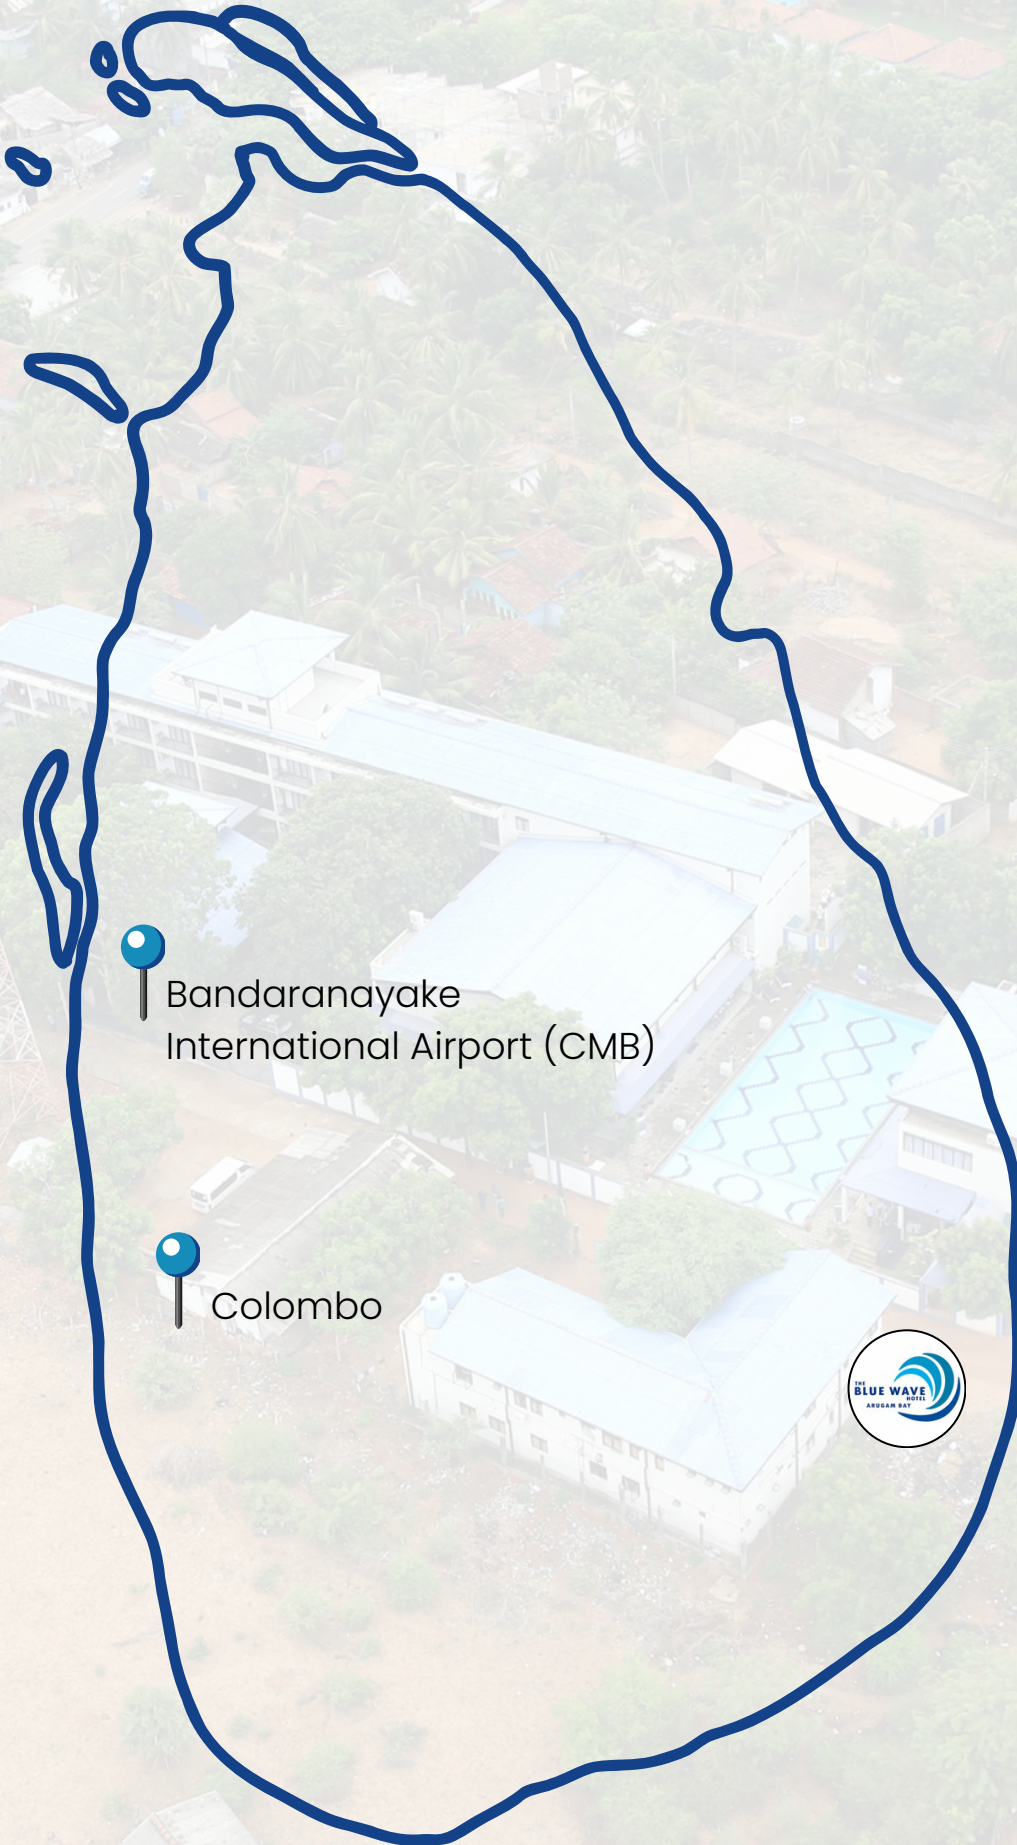 Bandaranayake
International Airport (CMB)
Colombo
THE
BLUE WAVE
HOTEL
ARUGAM BAY